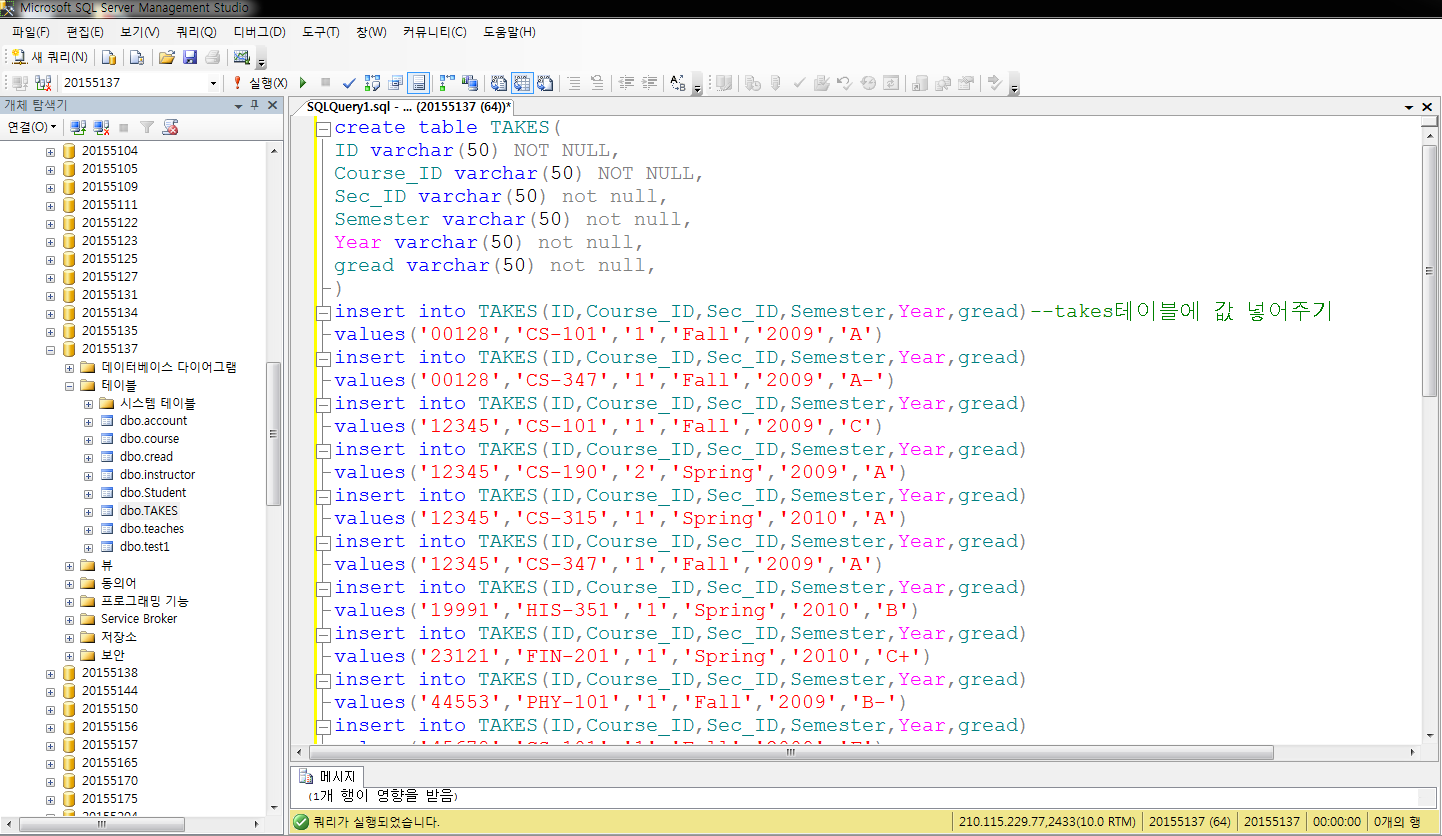 Microsoft SQL Server Management Studio
파일(F) 편집(E) 보기(V) 쿼리(Q) 디버그(D) 도구(T) 창(W) 커뮤니티(C) 도움말(H)
새 쿼리(N)
20155137 실행(X)
개체 탐색기
연결(O)
20155104
20155105
20155109
20155111
20155122
20155123
20155125
20155127
20155131
20155134
20155135
20155137
데이터베이스 다이어그램
테이블
시스템 테이블
dbo.account
dbo.course
dbo.cread
dbo.instructor
dbo.Student
dbo.TAKES
dbo.teaches
dbo.test1
뷰
동의어
프로그래밍 기능
Service Broker
저장소
보안
20155138
20155144
20155150
20155156
20155157
20155165
20155170
20155175
20155204
SQLQuery1.sql - ... (20155137 (64))*
create table TAKES(
ID varchar(50) NOT NULL,
Course_ID varchar(50) NOT NULL,
Sec_ID varchar(50) not null,
Semester varchar(50) not null,
Year varchar(50) not null,
gread varchar(50) not null,
)
insert into TAKES(ID,Course_ID,Sec_ID,Semester,Year,gread)--takes테이블에 값 넣어주기
values('00128','CS-101','1','Fall','2009','A')
insert into TAKES(ID,Course_ID,Sec_ID,Semester,Year,gread)
values('00128','CS-347','1','Fall','2009','A-')
insert into TAKES(ID,Course_ID,Sec_ID,Semester,Year,gread)
values('12345','CS-101','1','Fall','2009','C')
insert into TAKES(ID,Course_ID,Sec_ID,Semester,Year,gread)
values('12345','CS-190','2','Spring','2009','A')
insert into TAKES(ID,Course_ID,Sec_ID,Semester,Year,gread)
values('12345','CS-315','1','Spring','2010','A')
insert into TAKES(ID,Course_ID,Sec_ID,Semester,Year,gread)
values('12345','CS-347','1','Fall','2009','A')
insert into TAKES(ID,Course_ID,Sec_ID,Semester,Year,gread)
values('19991','HIS-351','1','Spring','2010','B')
insert into TAKES(ID,Course_ID,Sec_ID,Semester,Year,gread)
values('23121','FIN-201','1','Spring','2010','C+')
insert into TAKES(ID,Course_ID,Sec_ID,Semester,Year,gread)
values('44553','PHY-101','1','Fall','2009','B-')
insert into TAKES(ID,Course_ID,Sec_ID,Semester,Year,gread)
메시지
(1개 행이 영향을 받음)
쿼리가 실행되었습니다. 210.115.229.77,2433(10.0 RTM) 20155137 (64) 20155137 00:00:00 0개의 행